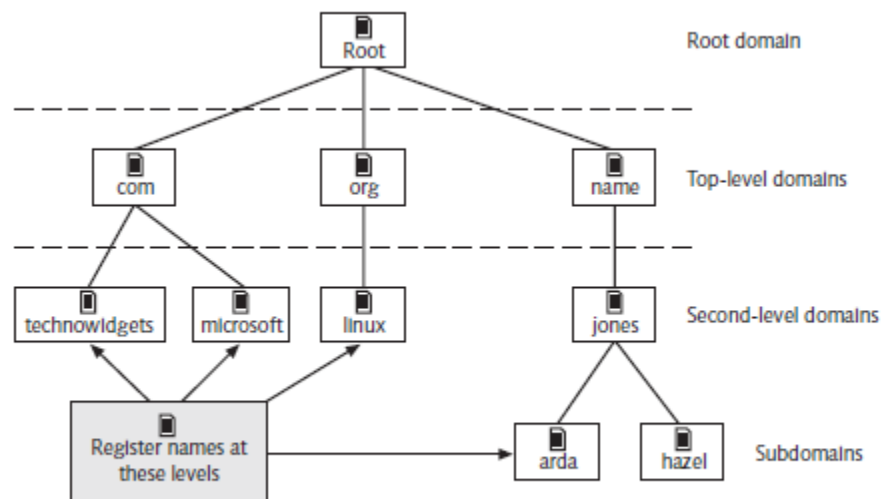 Root
Root domain
com
org
name
Top-level domains
technowidgets
microsoft
linux
jones
Second-level domains
Register names at
these levels
arda
hazel
Subdomains